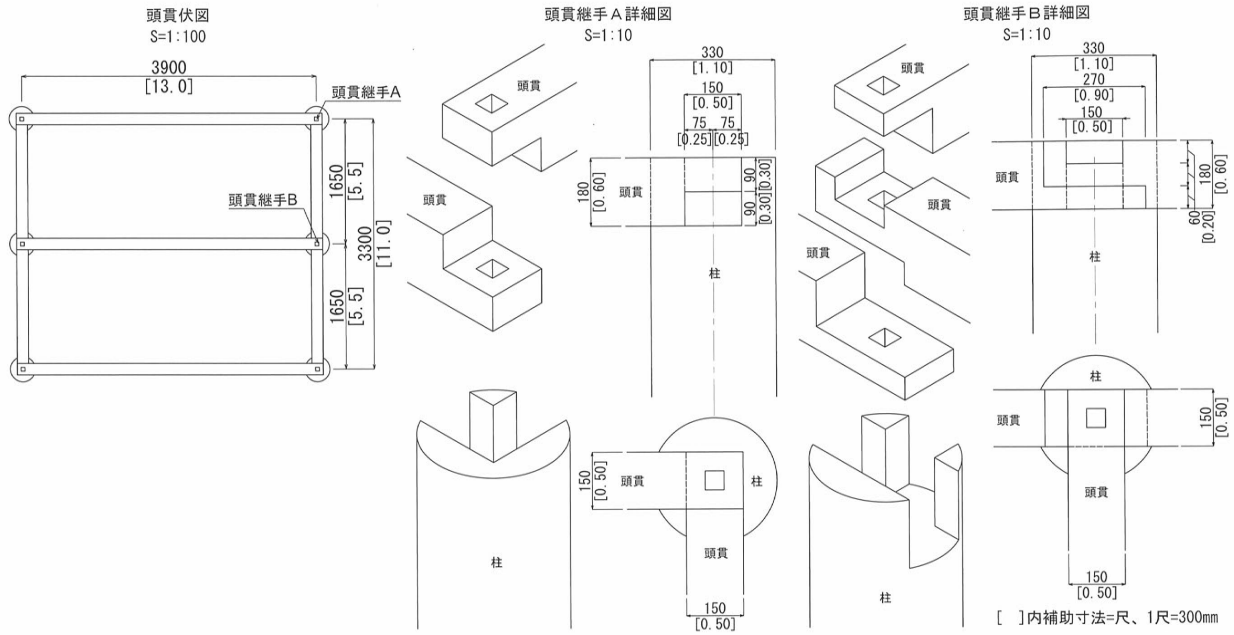 頭貫伏図
S=1:100
3900
[13.0]
頭貫継手A
1650
[5.5]
頭貫継手B
3300
[11.0]
1650
[5.5]
頭貫継手A詳細図
S=1:10
頭貫
頭貫
330
[1.10]
150
[0.50]
75 75
[0.25] [0.25]
180
[0.60]
頭貫
90
[0.30]
90
[0.30]
柱
柱
150
[0.50]
頭貫
柱
頭貫
150
[0.50]
頭貫継手B詳細図
S=1:10
頭貫
頭貫
頭貫
330
[1.10]
270
[0.90]
150
[0.50]
頭貫
180
[0.60]
60
[0.20]
柱
柱
柱
頭貫
150
[0.50]
頭貫
150
[0.50]
[ ]内補助寸法=尺、1尺=300mm